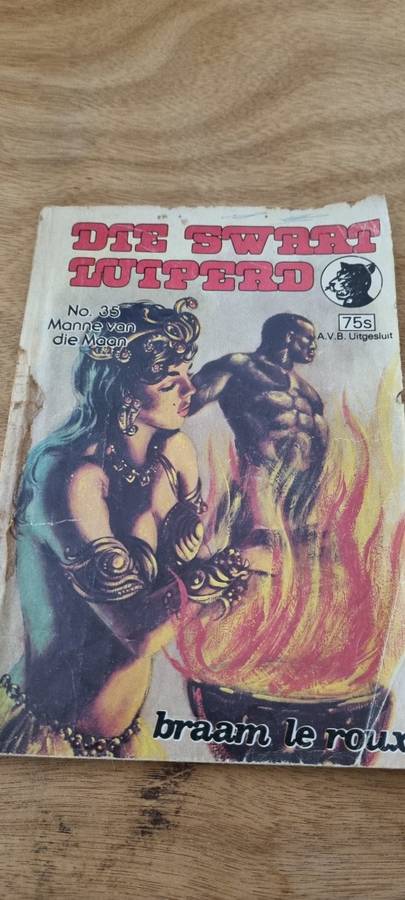 DIE SWART
LUIPERD
No. 35
Manne van
die Maan
75s
A.V.B. Uitgesluit
braam le roux